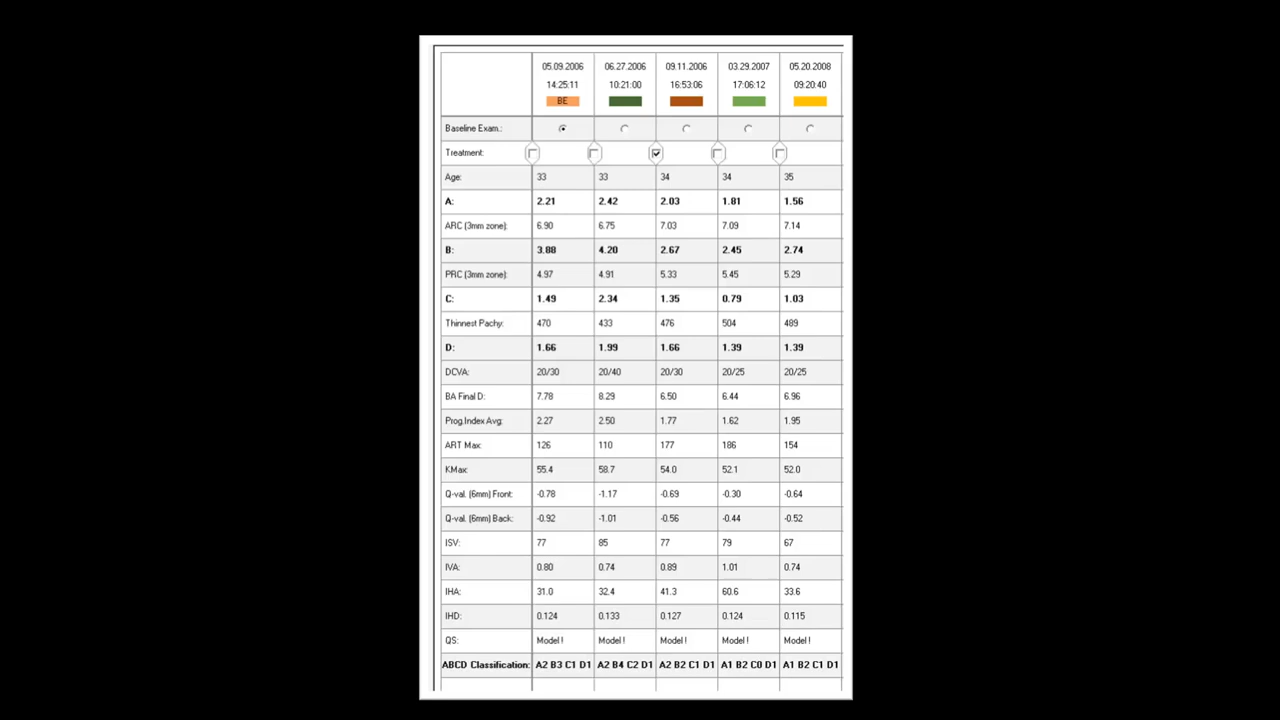 05.09.2006 06.27.2006 09.11.2006 03.29.2007 05.20.2008
14:25:11 10:21:00 16:53:06 17:06:12 09:20:40
BE
Baseline Exam.:
Treatment:
Age: 33 33 34 34 35
A: 2.21 2.42 2.03 1.81 1.56
ARC (3mm zone): 6.90 6.75 7.03 7.09 7.14
B: 3.88 4.20 2.67 2.45 2.74
PRC (3mm zone): 4.97 4.91 5.33 5.45 5.29
C: 1.49 2.34 1.35 0.79 1.03
Thinnest Pachy: 470 433 476 504 489
D: 1.66 1.99 1.66 1.39 1.39
DCVA: 20/30 20/40 20/30 20/25 20/25
BA Final D: 7.78 8.29 6.50 6.44 6.96
Prog.Index Avg: 2.27 2.50 1.77 1.62 1.95
ART Max: 126 110 177 186 154
KMax: 55.4 58.7 54.0 52.1 52.0
Q-val. (6mm) Front: -0.78 -1.17 -0.69 -0.30 -0.64
Q-val. (6mm) Back: -0.92 -1.01 -0.56 -0.44 -0.52
ISV: 77 85 77 79 67
IVA: 0.80 0.74 0.89 1.01 0.74
IHA: 31.0 32.4 41.3 60.6 33.6
IHD: 0.124 0.133 0.127 0.124 0.115
QS: Model ! Model ! Model ! Model ! Model !
ABCD Classification: A2 B3 C1 D1 A2 B4 C2 D1 A2 B2 C1 D1 A1 B2 C0 D1 A1 B2 C1 D1